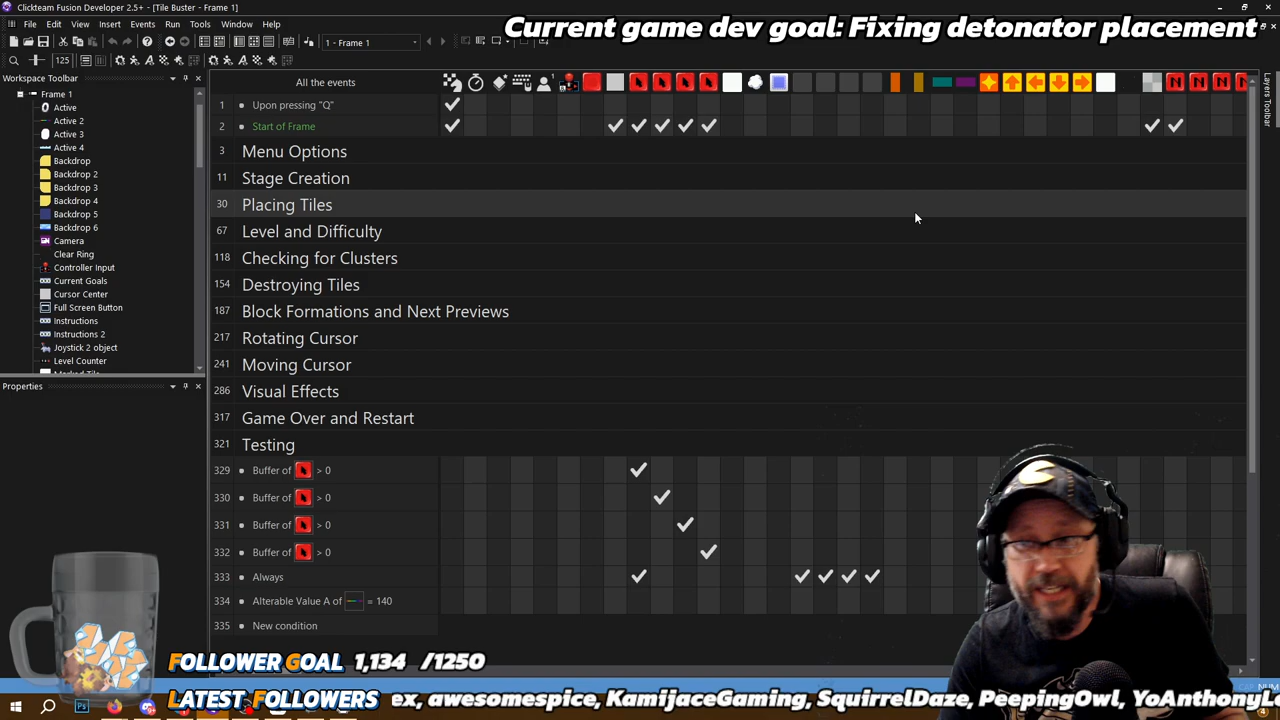 Clickteam Fusion Developer 2.5+ - [Tile Buster - Frame 1]
File Edit View Insert Events Run Tools Window Help
Current game dev goal: Fixing detonator placement
1 - Frame 1
125
Workspace Toolbar
Frame 1
Active
Active 2
Active 3
Active 4
Backdrop
Backdrop 2
Backdrop 3
Backdrop 4
Backdrop 5
Backdrop 6
Camera
Clear Ring
Controller Input
Current Goals
Cursor Center
Full Screen Button
Instructions
Instructions 2
Joystick 2 object
Level Counter
Properties
All the events
1 Upon pressing "Q"
2 Start of Frame
3 Menu Options
11 Stage Creation
30 Placing Tiles
67 Level and Difficulty
118 Checking for Clusters
154 Destroying Tiles
187 Block Formations and Next Previews
217 Rotating Cursor
241 Moving Cursor
286 Visual Effects
317 Game Over and Restart
321 Testing
329 Buffer of > 0
330 Buffer of > 0
331 Buffer of > 0
332 Buffer of > 0
333 Always
334 Alterable Value A of = 140
335 New condition
Layers Toolbar
FOLLOWER GOAL 1,134 /1250
LATEST FOLLOWERS ex, awesomespice, KamijaceGaming, SquirrelDaze, PeepingOwl, YoAnthony
NUM